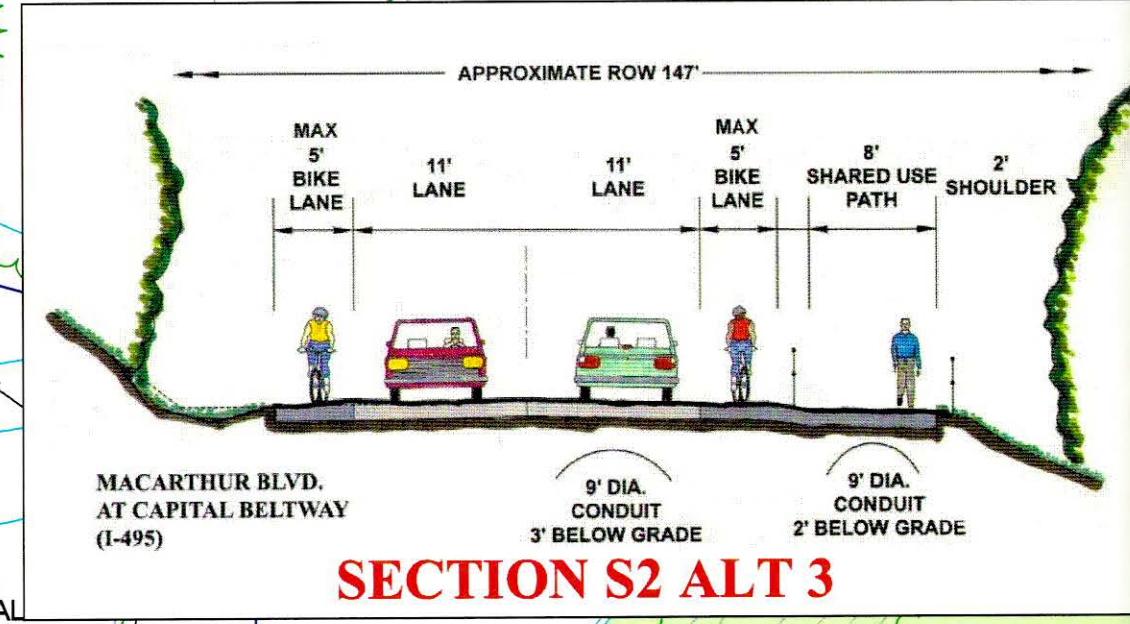 APPROXIMATE ROW 147'
MAX
5'
BIKE
LANE
11'
LANE
11'
LANE
MAX
5'
BIKE
LANE
8'
SHARED USE
PATH
2'
SHOULDER
MACARTHUR BLVD.
AT CAPITAL BELTWAY
(I-495)
9' DIA.
CONDUIT
3' BELOW GRADE
9' DIA.
CONDUIT
2' BELOW GRADE
SECTION S2 ALT 3
AL